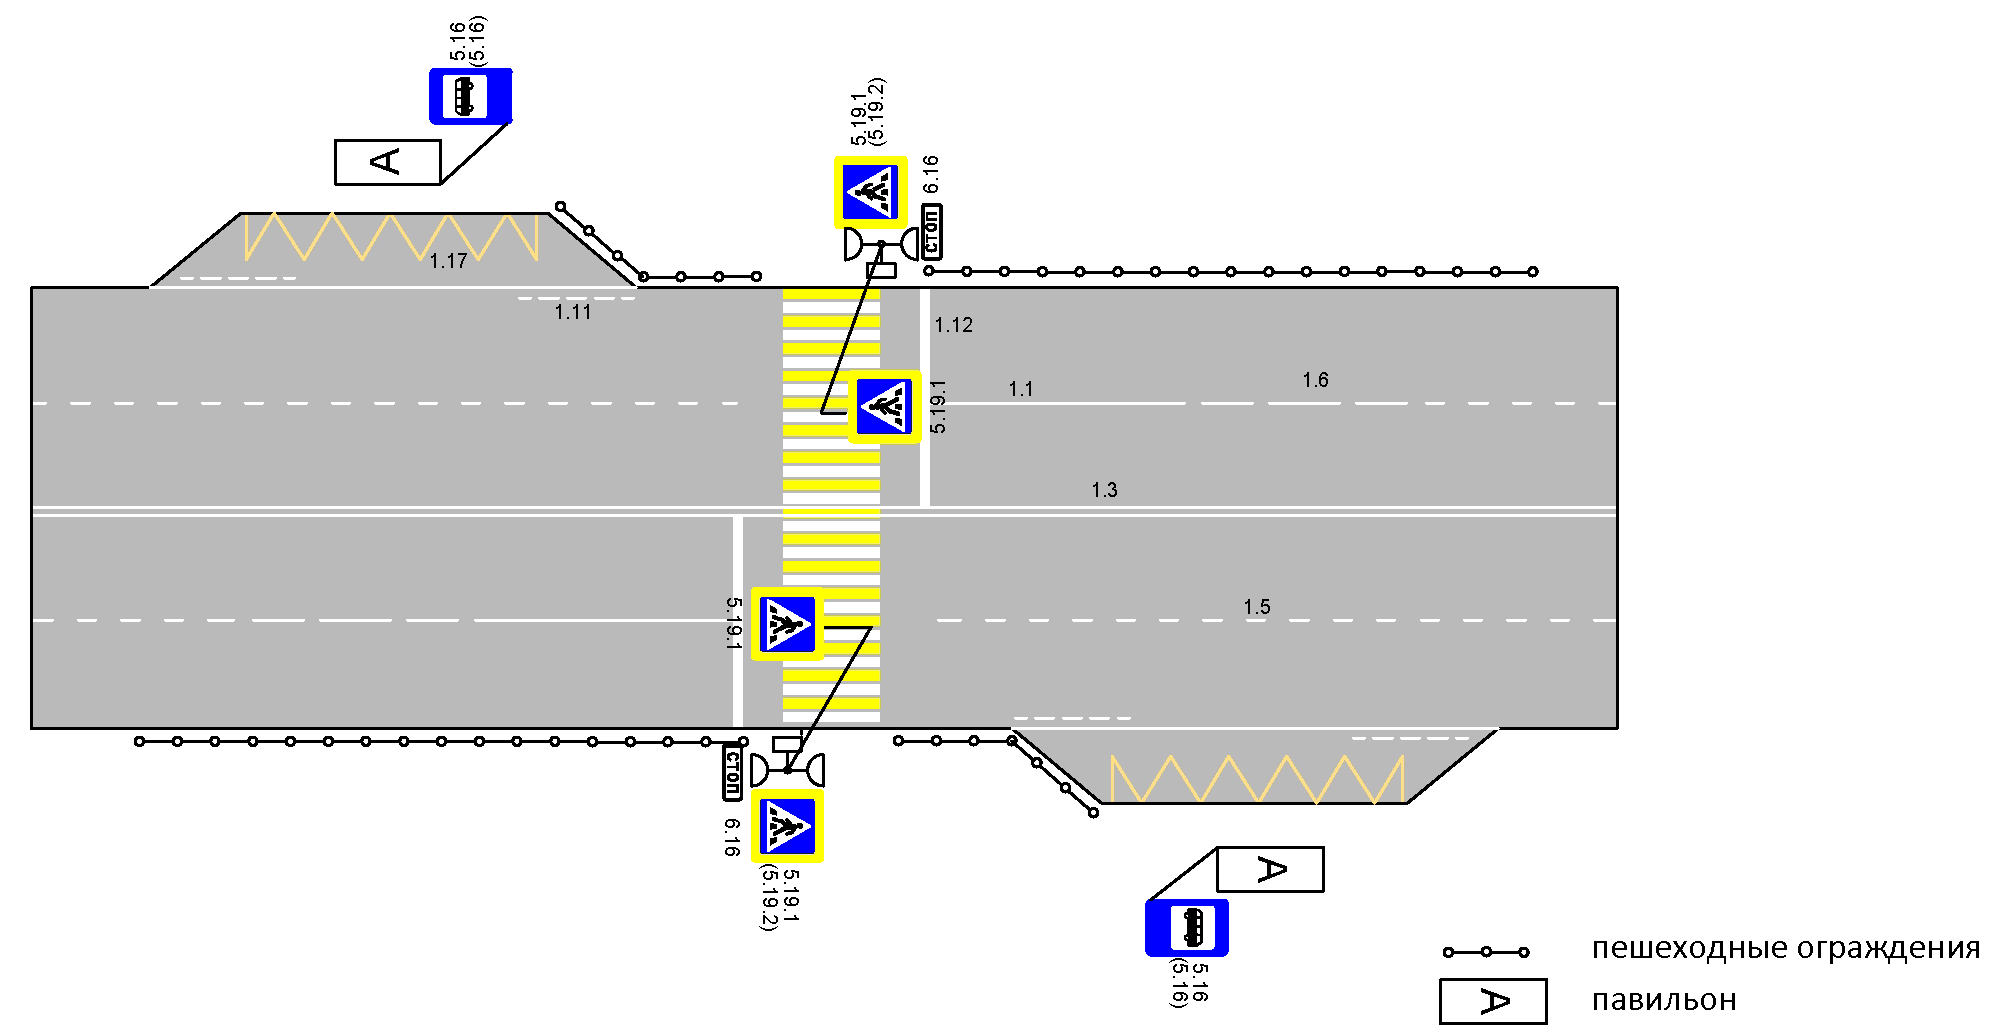 5.16
(5.16)
А
5.19.1
(5.19.2)
6.16
СТОП
1.17
1.11
1.12
1.1
1.6
5.19.1
1.3
5.19.1
1.5
СТОП
6.16
5.19.1
(5.19.2)
А
5.16
(5.16)
пешеходные ограждения
А
павильон